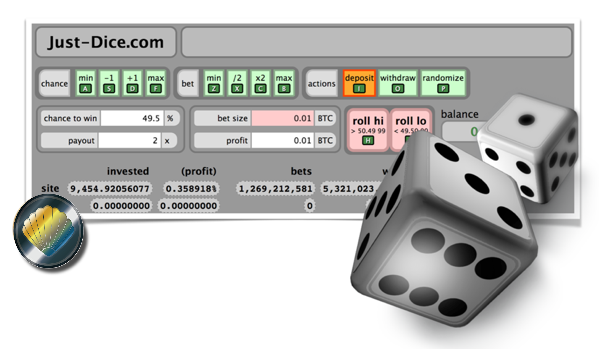 Just-Dice.com
chance min -1 +1 max bet min /2 x2 max actions deposit withdraw randomize
A S D F Z X C B I O P
chance to win 49.5 % bet size 0.01 BTC roll hi roll lo balance
> 50.49 99 < 49.50 0
payout 2 x profit 0.01 BTC H
invested (profit) bets w
site 9,454.92056077 0.358918% 1,269,212,581 5,321,023
0.00000000 0.00000000 0